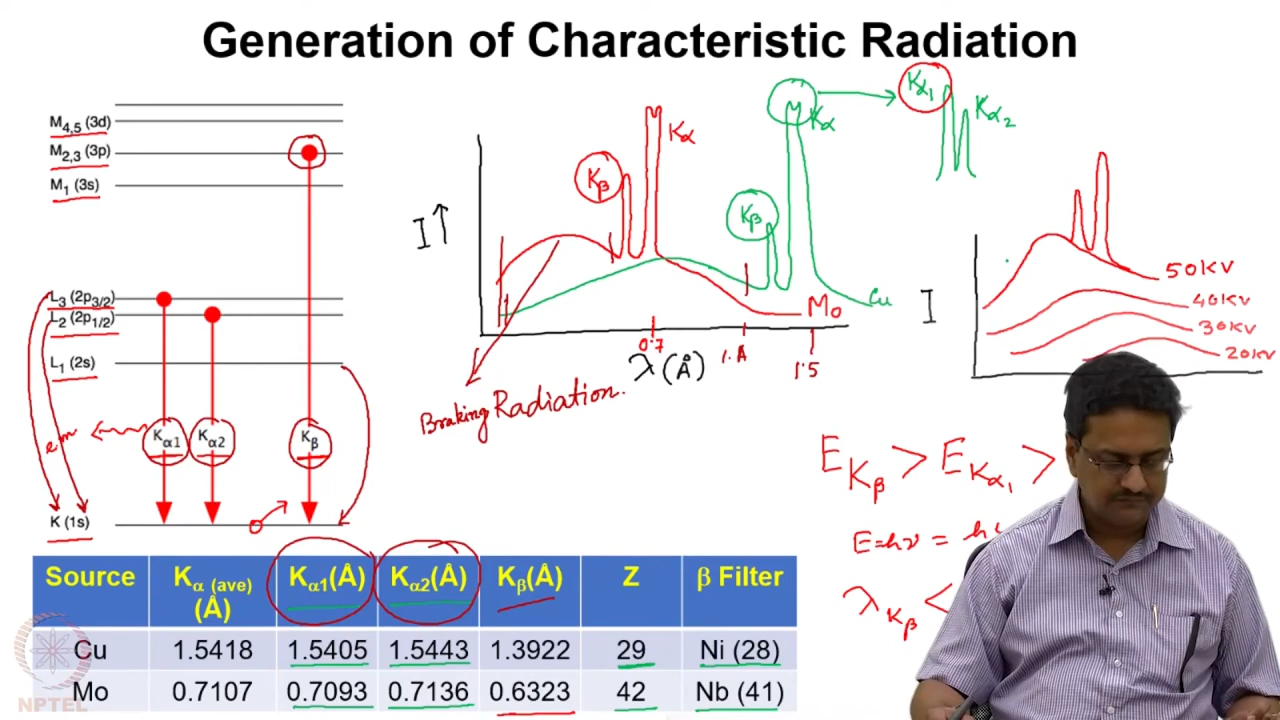 Generation of Characteristic Radiation
M4,5 (3d)
M2,3 (3p)
M1 (3s)
L3 (2p3/2)
L2 (2p1/2)
L1 (2s)
Kα1
Kα2
Kβ
K (1s)
em
I↑
Kβ
Kα
Kβ
Kα
Kα1
Kα2
Cu
Mo
0.7
1.Å
1.5
λ(Å)
Braking Radiation.
I
50KV
40KV
30KV
20KV
EKβ > EKα1 >
E=hν =
λKβ <
Source Kα (ave) (Å) Kα1(Å) Kα2(Å) Kβ(Å) Z β Filter
Cu 1.5418 1.5405 1.5443 1.3922 29 Ni (28)
Mo 0.7107 0.7093 0.7136 0.6323 42 Nb (41)
NPTEL